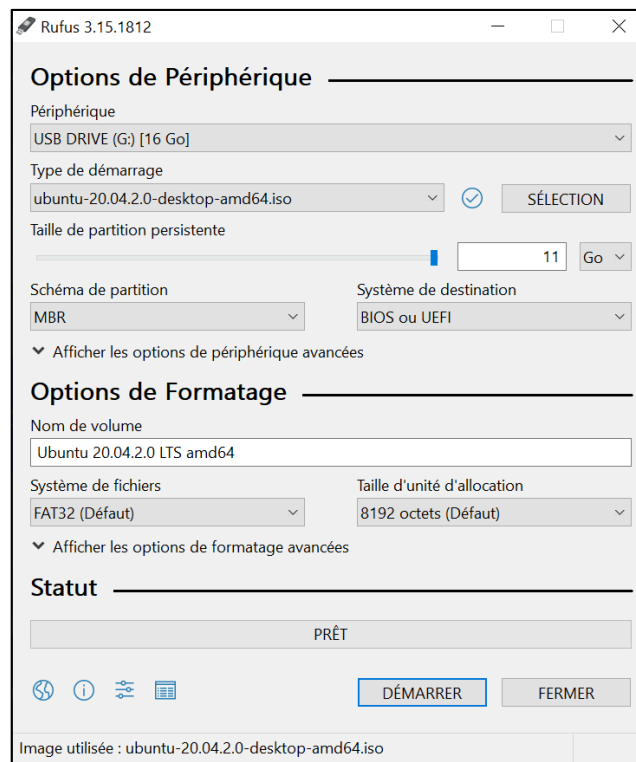 Rufus 3.15.1812
Options de Périphérique
Périphérique
USB DRIVE (G:) [16 Go]
Type de démarrage
ubuntu-20.04.2.0-desktop-amd64.iso
SÉLECTION
Taille de partition persistente
11 Go
Schéma de partition Système de destination
MBR BIOS ou UEFI
Afficher les options de périphérique avancées
Options de Formatage
Nom de volume
Ubuntu 20.04.2.0 LTS amd64
Système de fichiers Taille d'unité d'allocation
FAT32 (Défaut) 8192 octets (Défaut)
Afficher les options de formatage avancées
Statut
PRÊT
DÉMARRER FERMER
Image utilisée : ubuntu-20.04.2.0-desktop-amd64.iso